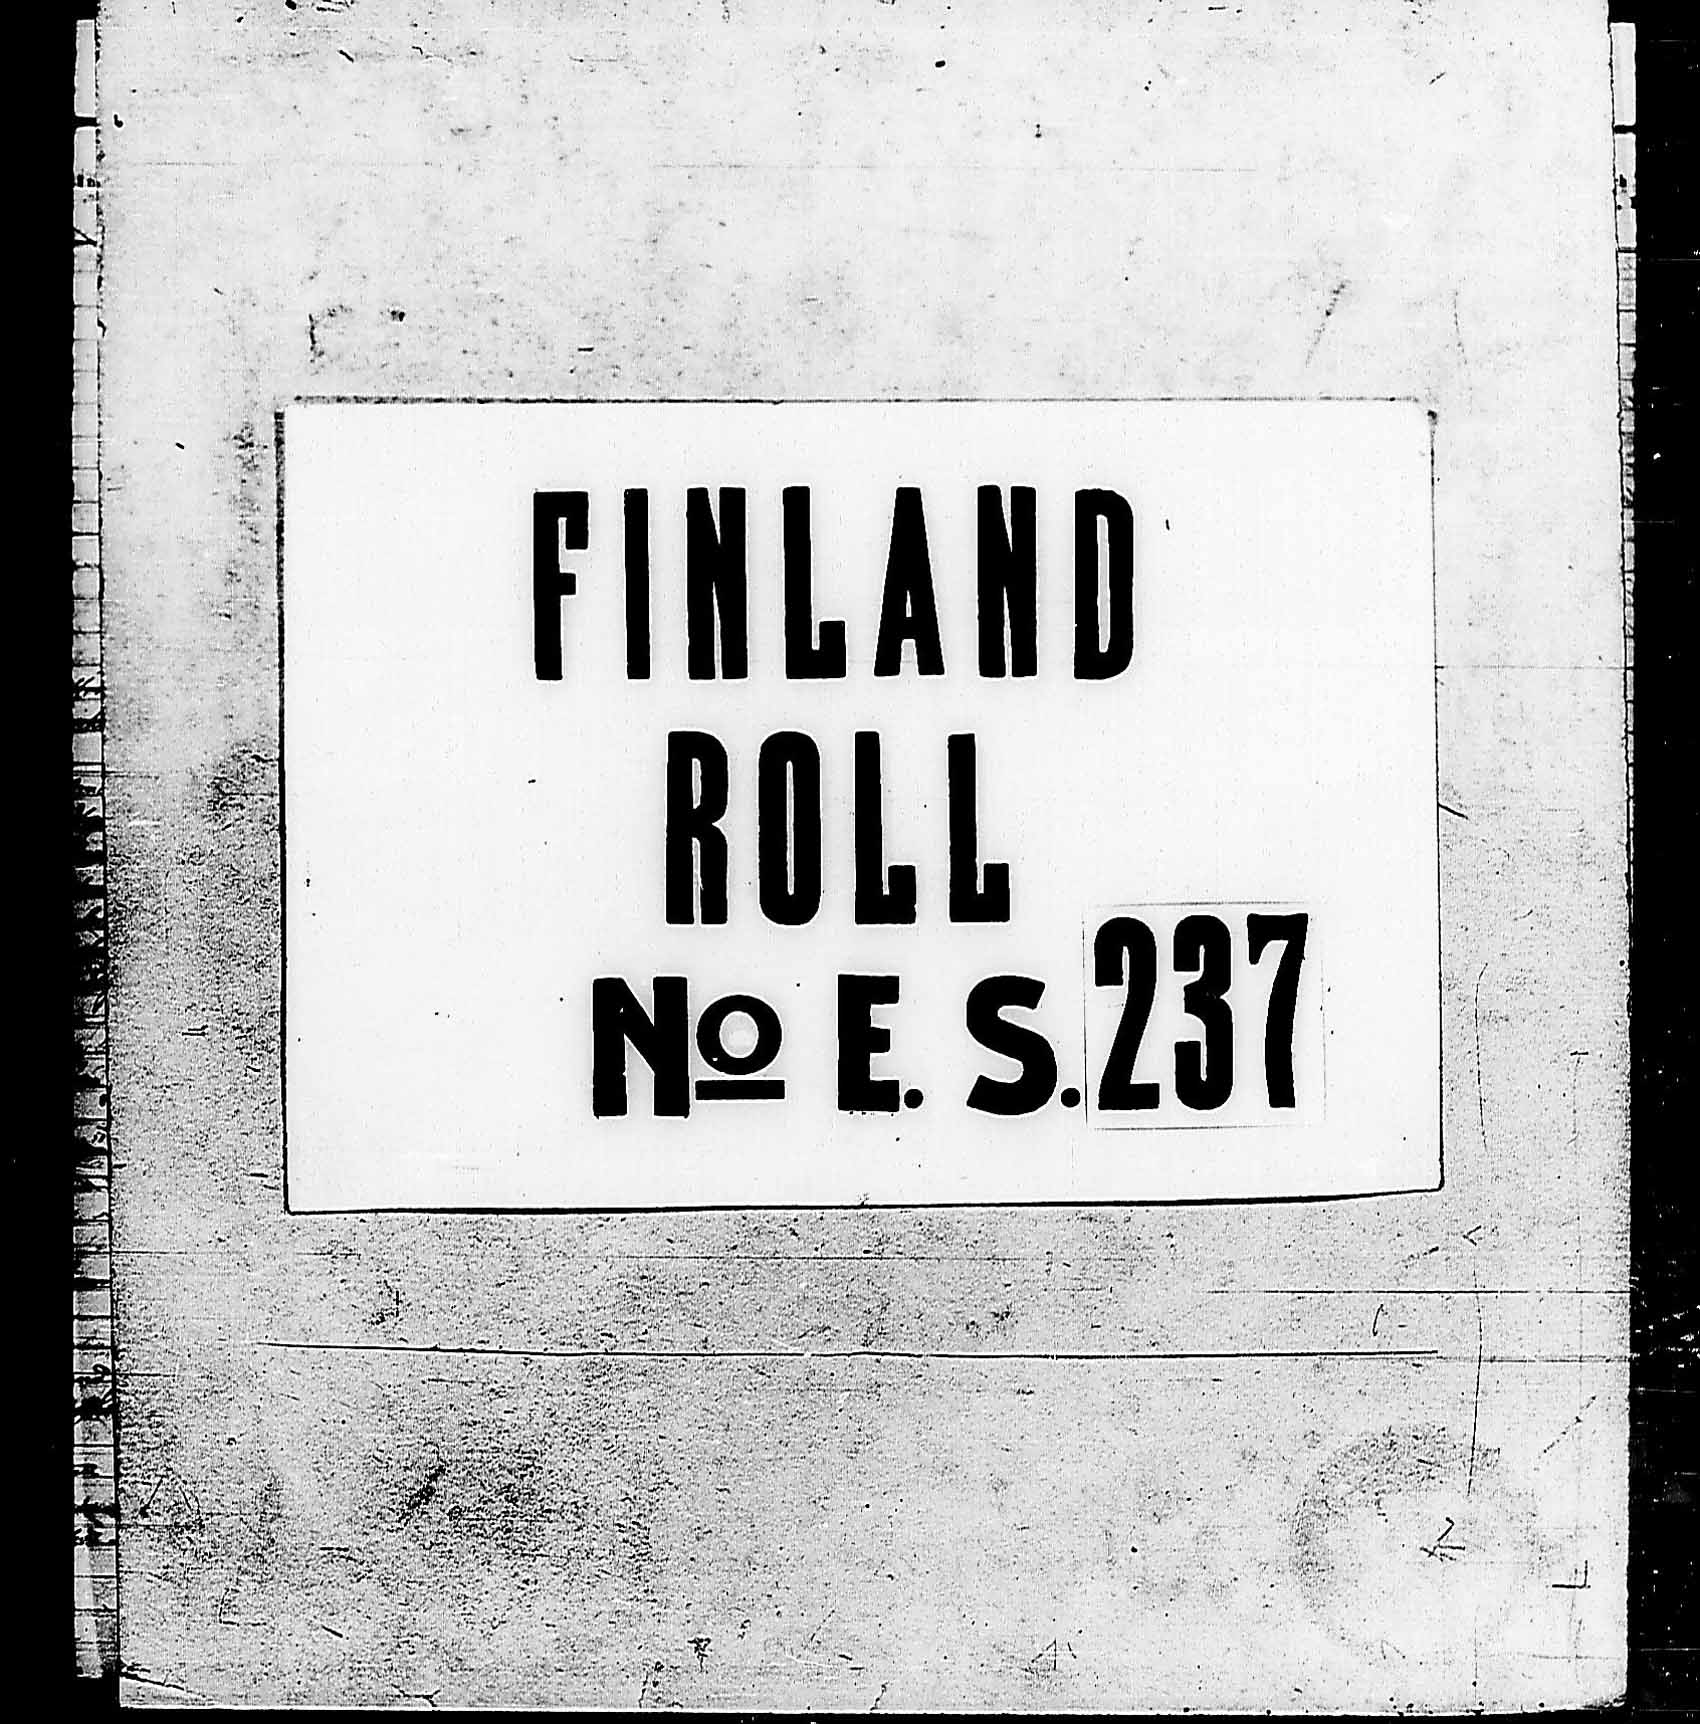 FINLAND
ROLL
No E. S. 237